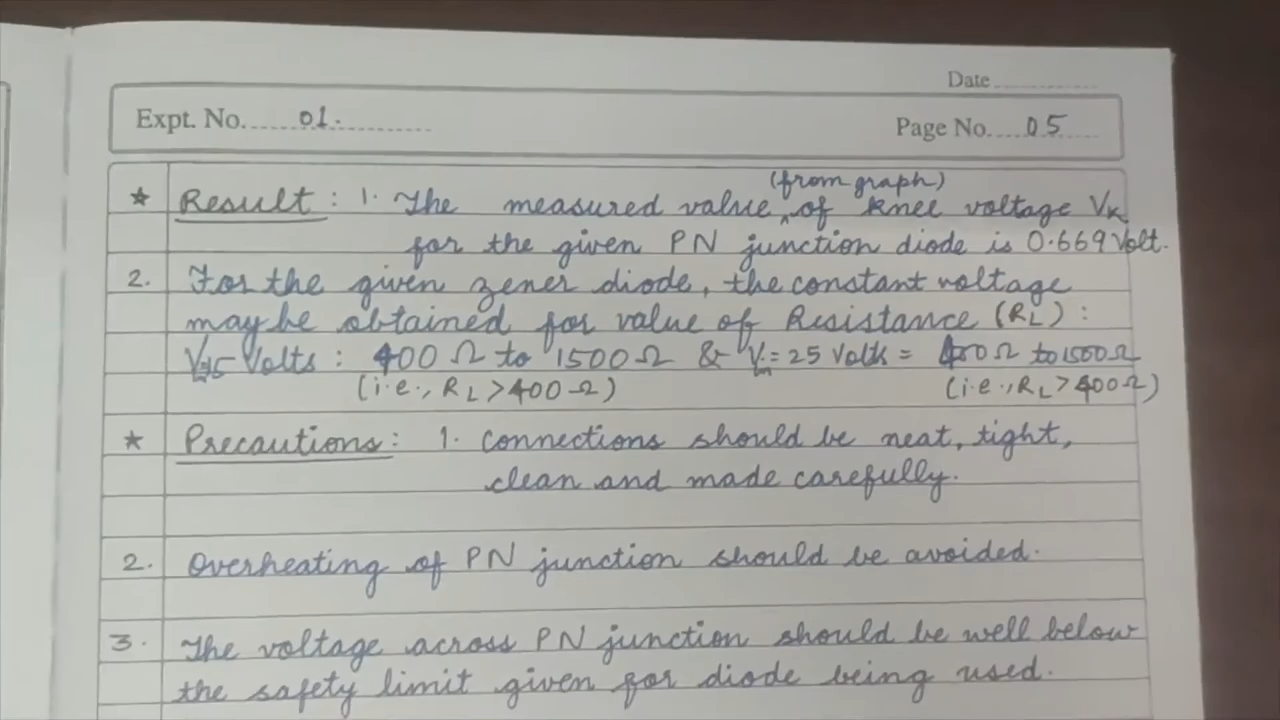 Date
Expt. No. 01.
Page No. 05
(from graph)
★ Result : 1. The measured value ‸ of knee voltage Vk
for the given PN junction diode is 0.669 Volt.
2. For the given zener diode, the constant voltage
may be obtained for value of Resistance (RL) :
Volts : 400 Ω to 1500 Ω & Vin = 25 Volts = 400 Ω to 1500 Ω
(i.e., RL > 400 Ω) (i.e., RL > 400 Ω)
★ Precautions : 1. Connections should be neat, tight,
clean and made carefully.
2. Overheating of PN junction should be avoided.
3. The voltage across PN junction should be well below
the safety limit given for diode being used.